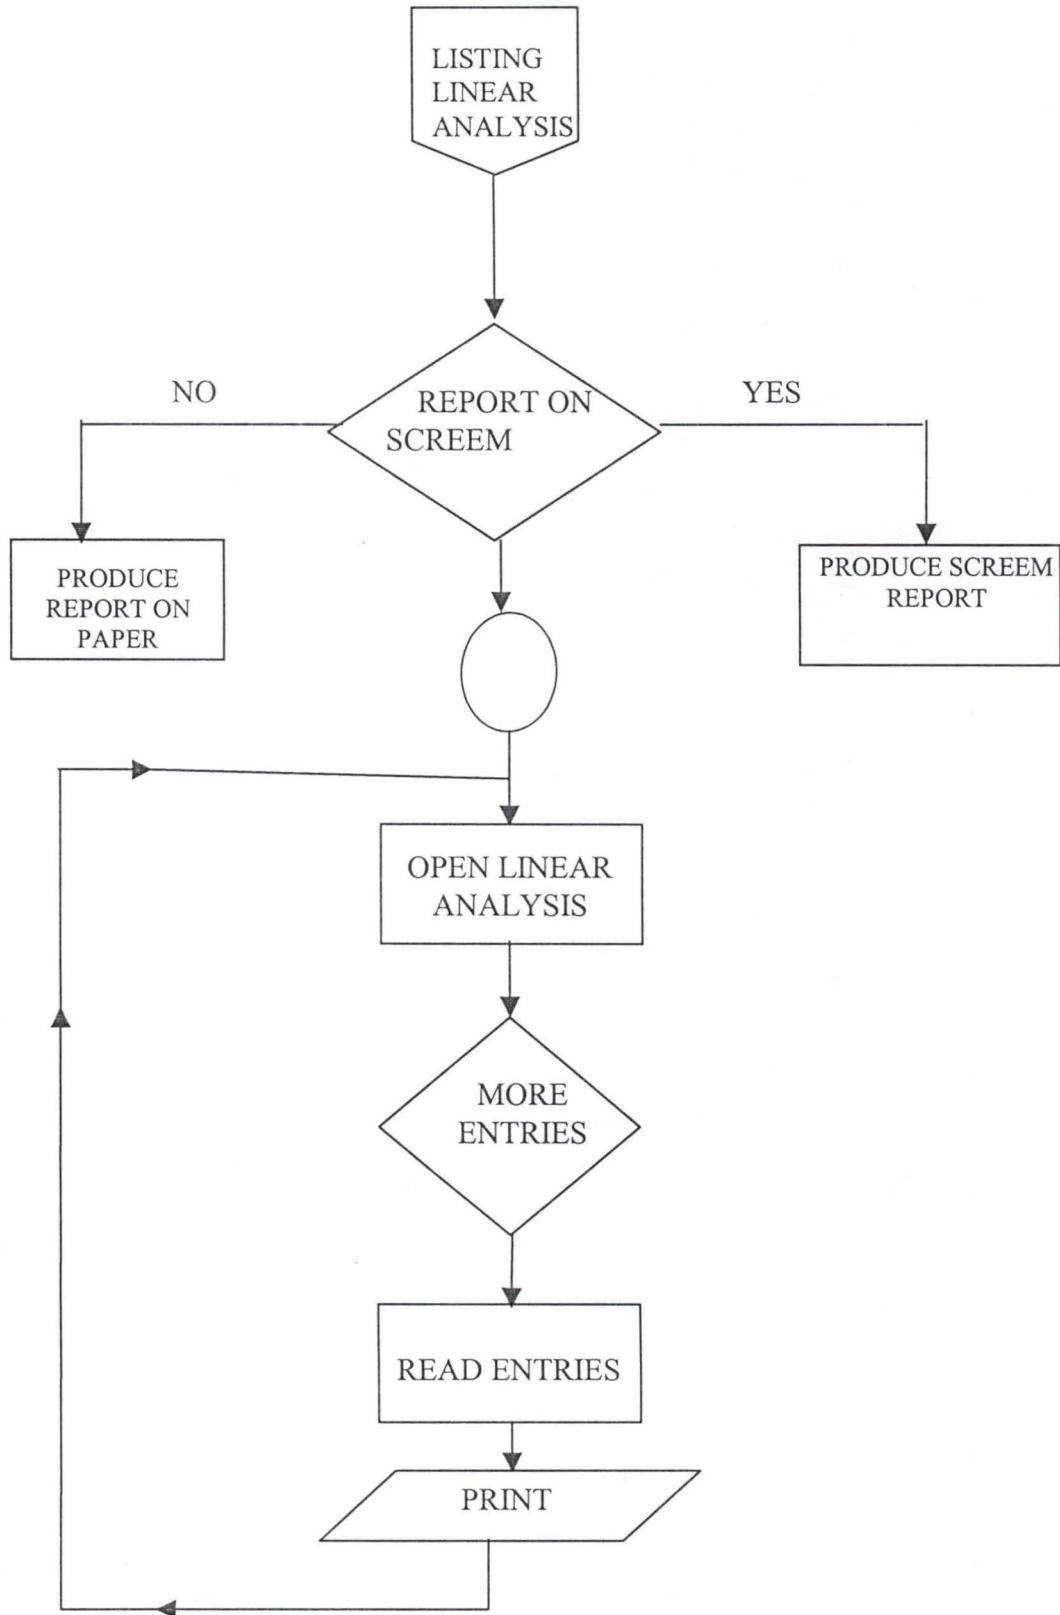 LISTING
LINEAR
ANALYSIS
NO
YES
REPORT ON
SCREEM
PRODUCE
REPORT ON
PAPER
PRODUCE SCREEM
REPORT
OPEN LINEAR
ANALYSIS
MORE
ENTRIES
READ ENTRIES
PRINT